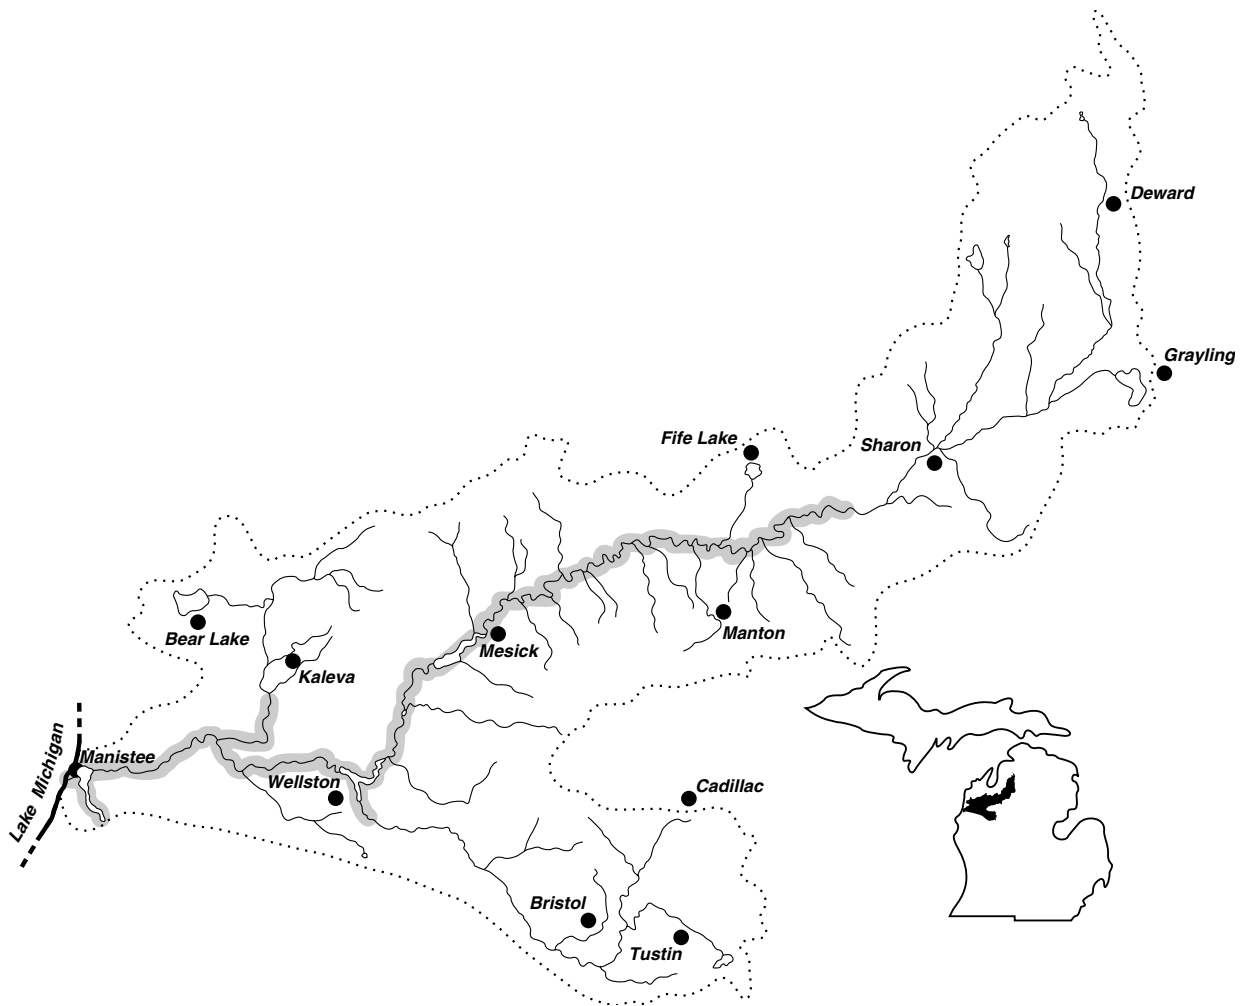 Deward
Grayling
Fife Lake
Sharon
Bear Lake
Kaleva
Mesick
Manton
Lake Michigan
Manistee
Wellston
Cadillac
Bristol
Tustin